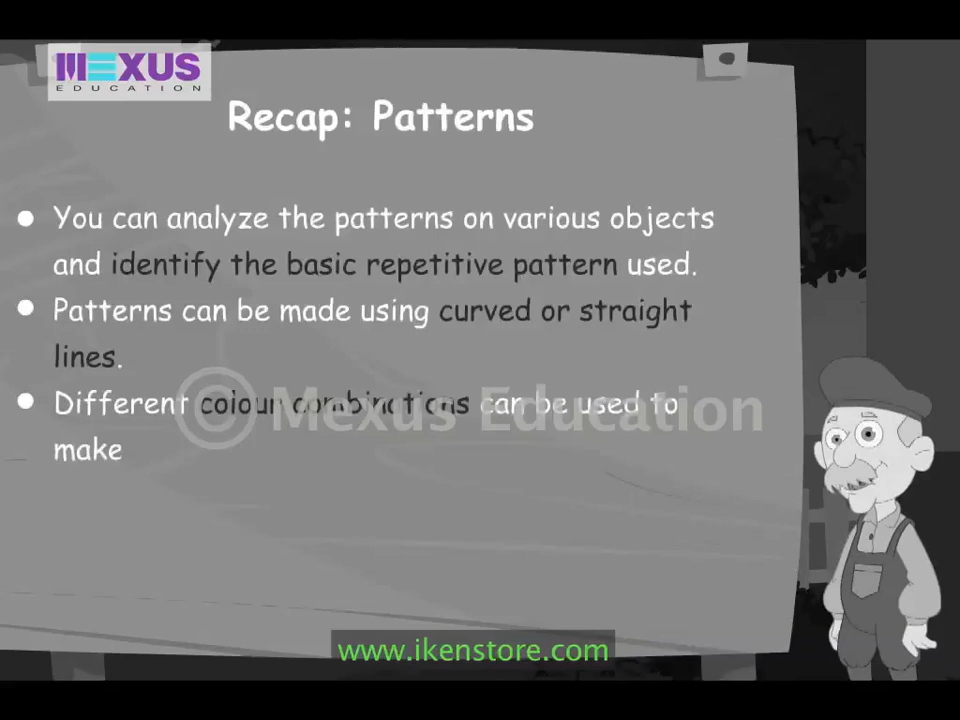 MEXUS
EDUCATION
Recap: Patterns
You can analyze the patterns on various objects
and identify the basic repetitive pattern used.
Patterns can be made using curved or straight
lines.
Different colour combinations can be used to
make
© Mexus Education
www.ikenstore.com